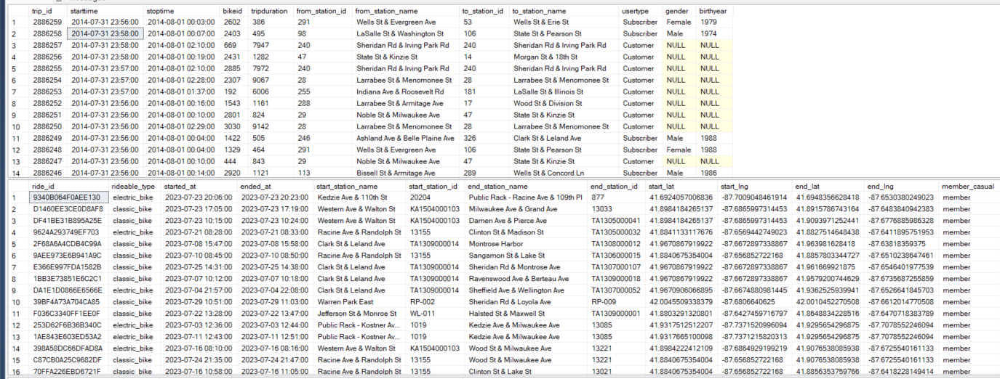 trip_id starttime stoptime bikeid tripduration from_station_id from_station_name to_station_id to_station_name usertype gender birthyear
1 2886259 2014-07-31 23:56:00 2014-08-01 00:03:00 2602 386 291 Wells St & Evergreen Ave 53 Wells St & Erie St Subscriber Female 1979
2 2886258 2014-07-31 23:58:00 2014-08-01 00:07:00 2403 495 98 LaSalle St & Washington St 106 State St & Pearson St Subscriber Male 1974
3 2886257 2014-07-31 23:58:00 2014-08-01 02:10:00 669 7947 240 Sheridan Rd & Irving Park Rd 240 Sheridan Rd & Irving Park Rd Customer NULL NULL
4 2886256 2014-07-31 23:58:00 2014-08-01 00:19:00 2431 1282 47 State St & Kinzie St 14 Morgan St & 18th St Customer NULL NULL
5 2886255 2014-07-31 23:57:00 2014-08-01 02:10:00 2885 7972 240 Sheridan Rd & Irving Park Rd 240 Sheridan Rd & Irving Park Rd Customer NULL NULL
6 2886254 2014-07-31 23:57:00 2014-08-01 02:28:00 2307 9067 28 Larrabee St & Menomonee St 28 Larrabee St & Menomonee St Customer NULL NULL
7 2886253 2014-07-31 23:57:00 2014-08-01 01:37:00 192 6006 255 Indiana Ave & Roosevelt Rd 181 LaSalle St & Illinois St Customer NULL NULL
8 2886252 2014-07-31 23:56:00 2014-08-01 00:16:00 1543 1161 288 Larrabee St & Armitage Ave 17 Wood St & Division St Customer NULL NULL
9 2886251 2014-07-31 23:56:00 2014-08-01 00:10:00 2801 824 29 Noble St & Milwaukee Ave 47 State St & Kinzie St Customer NULL NULL
10 2886250 2014-07-31 23:56:00 2014-08-01 02:29:00 3030 9142 28 Larrabee St & Menomonee St 28 Larrabee St & Menomonee St Customer NULL NULL
11 2886249 2014-07-31 23:56:00 2014-08-01 00:04:00 1422 505 246 Ashland Ave & Belle Plaine Ave 326 Clark St & Leland Ave Subscriber Male 1988
12 2886248 2014-07-31 23:56:00 2014-08-01 00:04:00 1329 464 291 Wells St & Evergreen Ave 106 State St & Pearson St Subscriber Female 1988
13 2886247 2014-07-31 23:56:00 2014-08-01 00:10:00 444 843 29 Noble St & Milwaukee Ave 47 State St & Kinzie St Customer NULL NULL
14 2886246 2014-07-31 23:56:00 2014-08-01 00:14:00 2920 1121 113 Bissell St & Armitage Ave 289 Wells St & Concord Ln Subscriber Male 1986
ride_id rideable_type started_at ended_at start_station_name start_station_id end_station_name end_station_id start_lat start_lng end_lat end_lng member_casual
1 9340B064F0AEE130 electric_bike 2023-07-23 20:06:00 2023-07-23 20:23:00 Kedzie Ave & 110th St 20204 Public Rack - Racine Ave & 109th Pl 877 41.6924057006836 -87.7009048461914 41.6948356628418 -87.6530380249023 member
2 D1460EE3CE0D8AF8 classic_bike 2023-07-23 17:05:00 2023-07-23 17:19:00 Western Ave & Walton St KA1504000103 Milwaukee Ave & Grand Ave 13033 41.8984184265137 -87.6865997314453 41.8915786743164 -87.6483840942383 member
3 DF41BE31B895A25E classic_bike 2023-07-23 10:15:00 2023-07-23 10:24:00 Western Ave & Walton St KA1504000103 Damen Ave & Pierce Ave TA1305000041 41.8984184265137 -87.6865997314453 41.9093971252441 -87.6776885986328 member
4 9624A293749EF703 electric_bike 2023-07-21 08:28:00 2023-07-21 08:33:00 Racine Ave & Randolph St 13155 Clinton St & Madison St TA1305000032 41.8841133117676 -87.6569442749023 41.8827514648438 -87.6411895751953 member
5 2F68A6A4CDB4C99A classic_bike 2023-07-08 15:47:00 2023-07-08 15:58:00 Clark St & Leland Ave TA1309000014 Montrose Harbor TA1308000012 41.9670867919922 -87.6672897338867 41.963981628418 -87.63818359375 member
6 9AEE973E6B941A9C classic_bike 2023-07-10 08:45:00 2023-07-10 08:50:00 Racine Ave & Randolph St 13155 Sangamon St & Lake St TA1306000015 41.8840675354004 -87.656852722168 41.8857803344727 -87.6510238647461 member
7 E366E997FDA1582B classic_bike 2023-07-25 14:31:00 2023-07-25 14:38:00 Clark St & Leland Ave TA1309000014 Sheridan Rd & Montrose Ave TA1307000107 41.9670867919922 -87.6672897338867 41.961669921875 -87.6546401977539 member
8 1BB3E73851E6C2C1 classic_bike 2023-07-07 10:12:00 2023-07-07 10:18:00 Clark St & Leland Ave TA1309000014 Ravenswood Ave & Berteau Ave TA1309000018 41.9670867919922 -87.6672897338867 41.9579200744629 -87.6735687255859 member
9 DA1E1D0866E6566E electric_bike 2023-07-04 21:57:00 2023-07-04 22:08:00 Clark St & Leland Ave TA1309000014 Sheffield Ave & Wellington Ave TA1307000052 41.9670906066895 -87.6674880981445 41.9362525939941 -87.6526641845703 member
10 39BF4A73A704CA85 classic_bike 2023-07-29 10:51:00 2023-07-29 11:03:00 Warren Park East RP-002 Sheridan Rd & Loyola Ave RP-009 42.0045509338379 -87.6806640625 42.0010452270508 -87.6612014770508 member
11 F036C3340FF1EE0F classic_bike 2023-07-22 13:28:00 2023-07-22 13:47:00 Jefferson St & Monroe St WL-011 Halsted St & Maxwell St TA1309000001 41.8803291320801 -87.6427459716797 41.8648834228516 -87.6470718383789 member
12 253D62F6B36B340C electric_bike 2023-07-03 12:36:00 2023-07-03 12:44:00 Public Rack - Kostner Av... 1019 Kedzie Ave & Milwaukee Ave 13085 41.9317512512207 -87.7371520996094 41.9295654296875 -87.7078552246094 member
13 1AE843E603ED53A2 electric_bike 2023-07-11 12:43:00 2023-07-11 12:51:00 Public Rack - Kostner Av... 1019 Kedzie Ave & Milwaukee Ave 13085 41.9317665100098 -87.7371215820313 41.9295654296875 -87.7078552246094 member
14 398A58DC66DFAD8A electric_bike 2023-07-16 08:10:00 2023-07-16 08:16:00 Western Ave & Walton St KA1504000103 Wood St & Milwaukee Ave 13221 41.8984222412109 -87.6864929199219 41.9076538085938 -87.6725540161133 member
15 C87CB0A25C9682DF classic_bike 2023-07-24 21:35:00 2023-07-24 21:47:00 Racine Ave & Randolph St 13155 Wood St & Milwaukee Ave 13221 41.8840675354004 -87.656852722168 41.9076538085938 -87.6725540161133 member
16 70FFA226EBD6721F classic_bike 2023-07-16 10:58:00 2023-07-16 11:05:00 Racine Ave & Randolph St 13155 Clinton St & Lake St 13021 41.8840675354004 -87.656852722168 41.8856353759766 -87.6418228149414 member